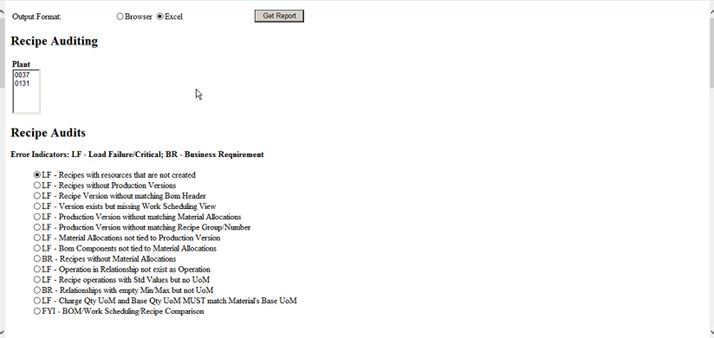 Output Format: Browser Excel Get Report
Recipe Auditing
Plant
0037
0131
Recipe Audits
Error Indicators: LF - Load Failure/Critical; BR - Business Requirement
LF - Recipes with resources that are not created
LF - Recipes without Production Versions
LF - Recipe Version without matching Bom Header
LF - Version exists but missing Work Scheduling View
LF - Production Version without matching Material Allocations
LF - Production Version without matching Recipe Group/Number
LF - Material Allocations not tied to Production Version
LF - Bom Components not tied to Material Allocations
BR - Recipes without Material Allocations
LF - Operation in Relationship not exist as Operation
LF - Recipe operations with Std Values but no UoM
BR - Relationships with empty Min/Max but not UoM
LF - Charge Qty UoM and Base Qty UoM MUST match Material's Base UoM
FYI - BOM/Work Scheduling/Recipe Comparison